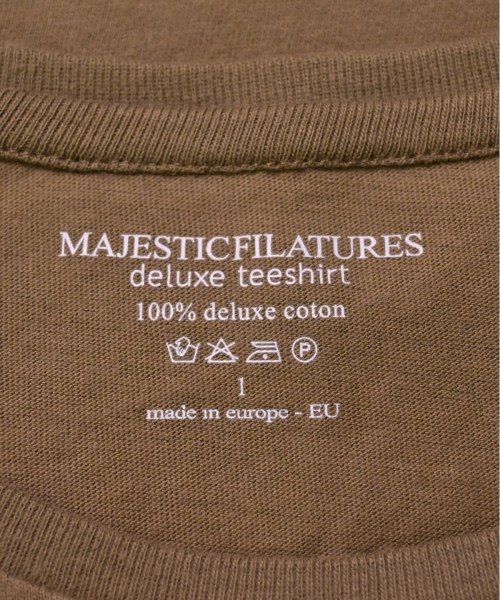 MAJESTICFILATURES
deluxe teeshirt
100% deluxe coton
P
1
made in europe - EU